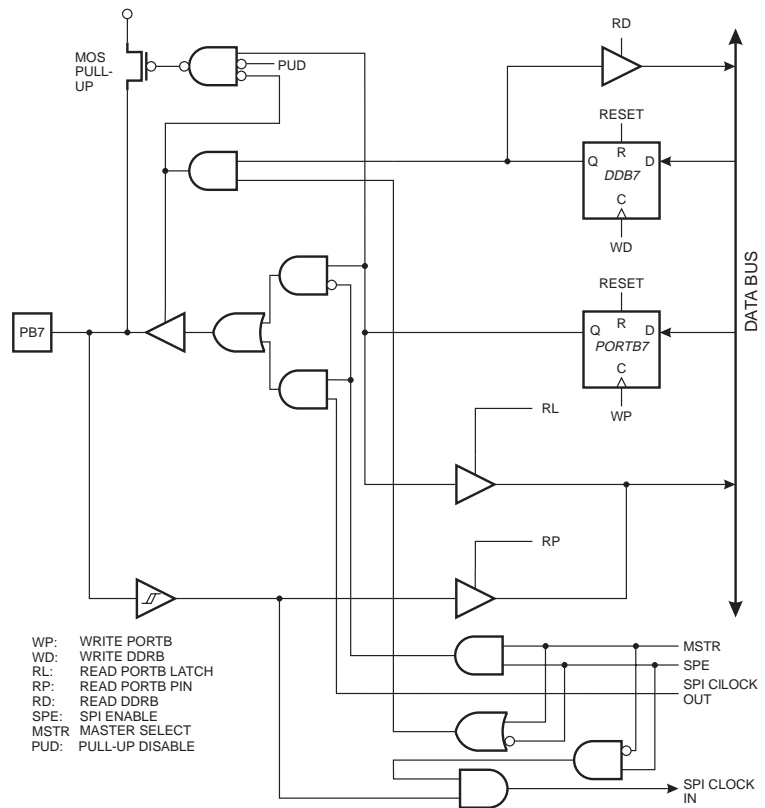 RD
MOS
PULL-
UP
PUD
RESET
R
Q
D
DDB7
C
WD
DATA BUS
RESET
R
Q
D
PORTB7
C
WP
PB7
RL
RP
WP: WRITE PORTB
WD: WRITE DDRB
RL: READ PORTB LATCH
RP: READ PORTB PIN
RD: READ DDRB
SPE: SPI ENABLE
MSTR MASTER SELECT
PUD: PULL-UP DISABLE
MSTR
SPE
SPI CILOCK
OUT
SPI CLOCK
IN